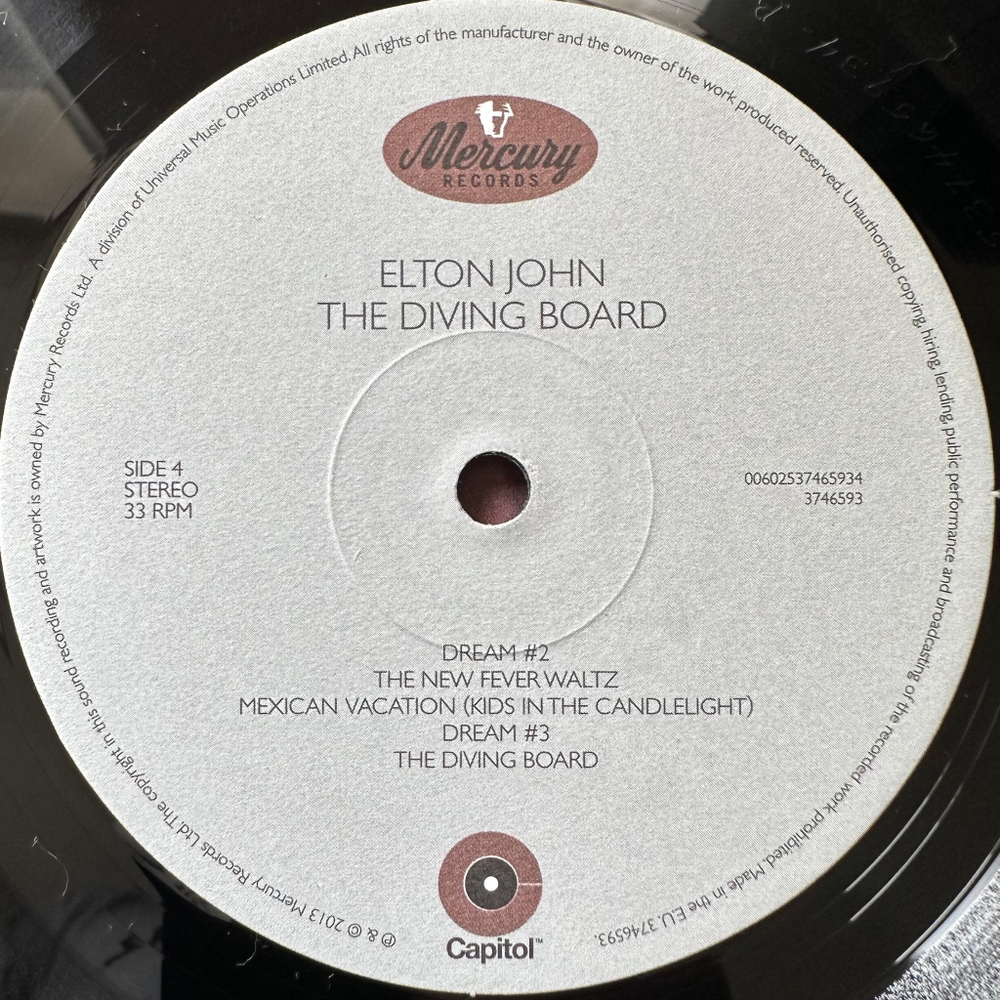 Mercury
RECORDS
ELTON JOHN
THE DIVING BOARD
SIDE 4
STEREO
33 RPM
00602537465934
3746593
DREAM #2
THE NEW FEVER WALTZ
MEXICAN VACATION (KIDS IN THE CANDLELIGHT)
DREAM #3
THE DIVING BOARD
Capitol™
℗ & © 2013 Mercury Records Ltd The copyright in this sound recording and artwork is owned by Mercury Records Ltd. A division of Universal Music Operations Limited. All rights of the manufacturer and the owner of the work produced reserved. Unauthorised copying, hiring, lending, public performance and broadcasting of the recorded work prohibited. Made in the E.U. 3746593.